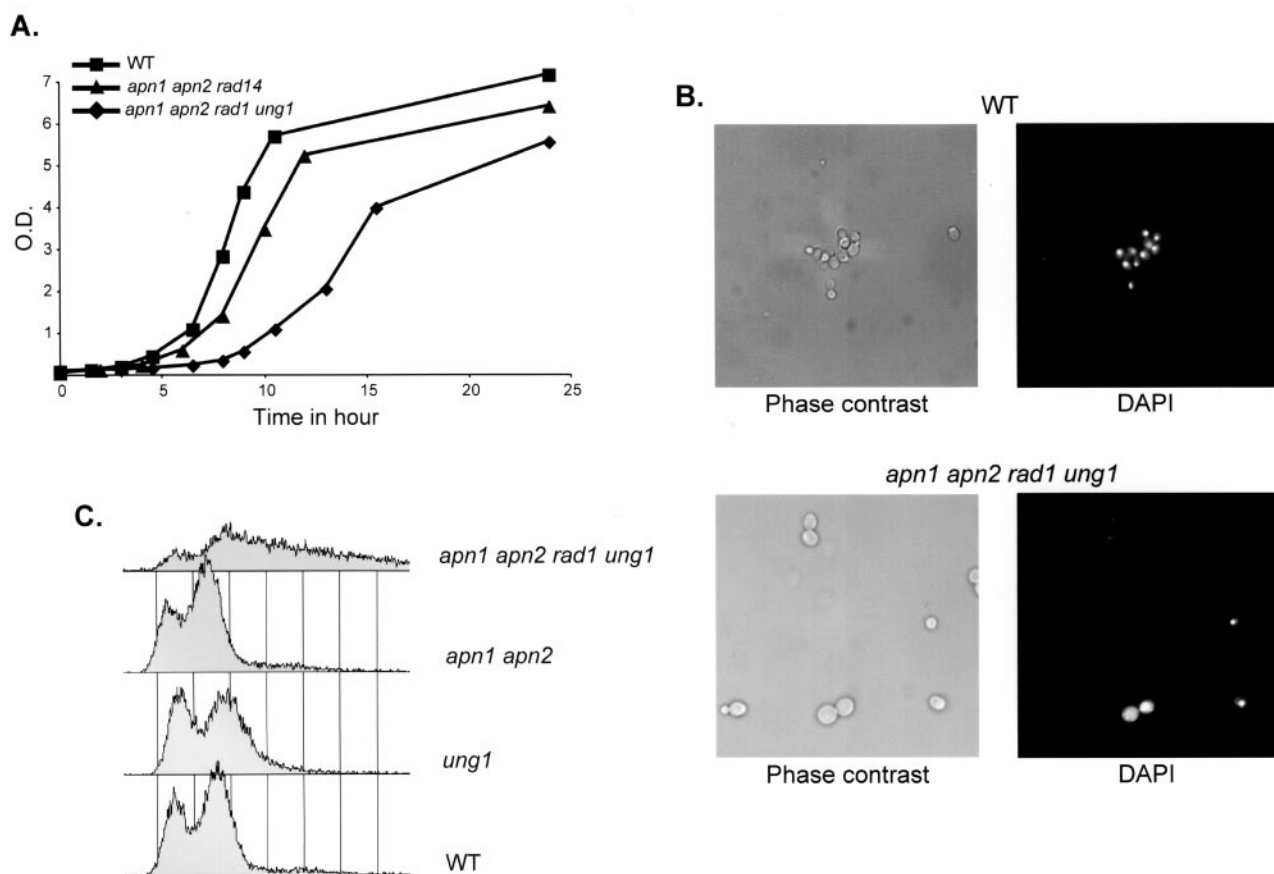 A.
WT
apn1 apn2 rad14
apn1 apn2 rad1 ung1
7
6
5
4
3
2
1
O.D.
0 5 10 15 20 25
Time in hour
B.
WT
Phase contrast DAPI
apn1 apn2 rad1 ung1
Phase contrast DAPI
C.
apn1 apn2 rad1 ung1
apn1 apn2
ung1
WT